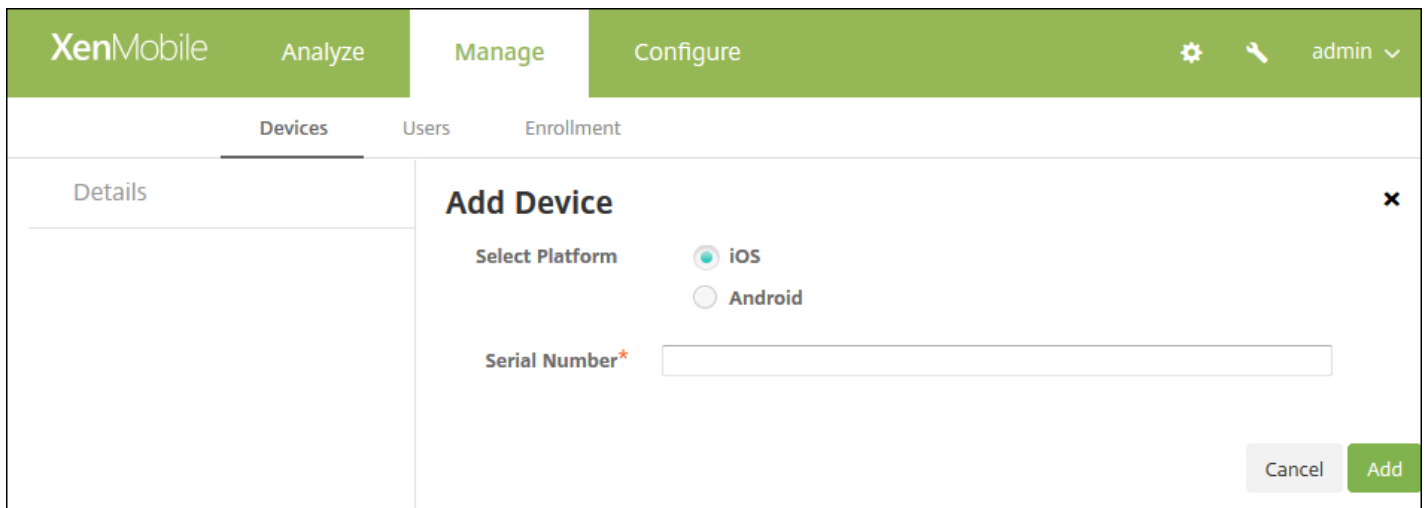 XenMobile Analyze Manage Configure admin
Devices Users Enrollment
Details
Add Device
Select Platform iOS
Android
Serial Number*
Cancel Add